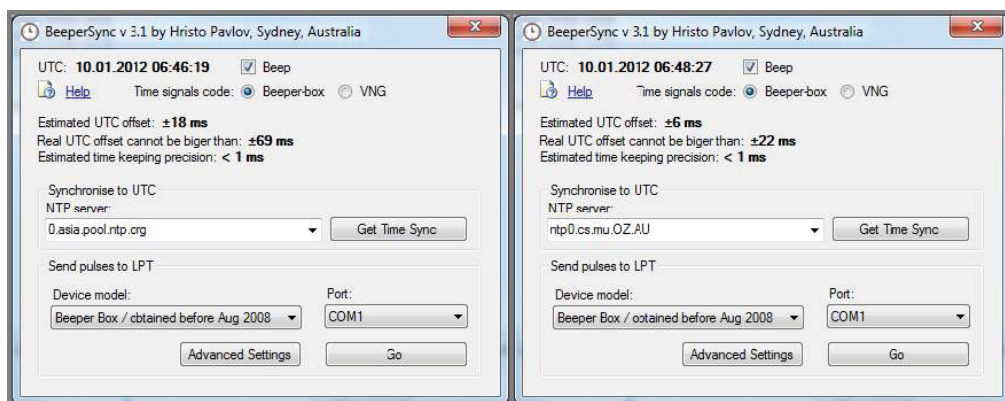 BeeperSync v 3.1 by Hristo Pavlov, Sydney, Australia
UTC: 10.01.2012 06:46:19 Beep
Help Time signals code: Beeper-box VNG
Estimated UTC offset: ±18 ms
Real UTC offset cannot be biger than: ±69 ms
Estimated time keeping precision: < 1 ms
Synchronise to UTC
NTP server:
0.asia.pool.ntp.org Get Time Sync
Send pulses to LPT
Device model: Port:
Beeper Box / obtained before Aug 2008 COM1
Advanced Settings Go
BeeperSync v 3.1 by Hristo Pavlov, Sydney, Australia
UTC: 10.01.2012 06:48:27 Beep
Help Time signals code: Beeper-box VNG
Estimated UTC offset: ±6 ms
Real UTC offset cannot be biger than: ±22 ms
Estimated time keeping precision: < 1 ms
Synchronise to UTC
NTP server:
ntp0.cs.mu.OZ.AU Get Time Sync
Send pulses to LPT
Device model: Port:
Beeper Box / obtained before Aug 2008 COM1
Advanced Settings Go